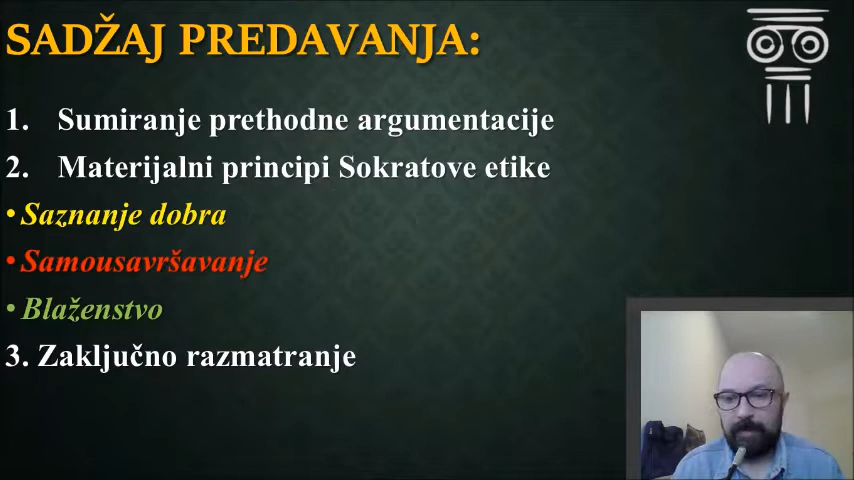 SADŽAJ PREDAVANJA:
1. Sumiranje prethodne argumentacije
2. Materijalni principi Sokratove etike
• Saznanje dobra
• Samousavršavanje
• Blaženstvo
3. Zaključno razmatranje